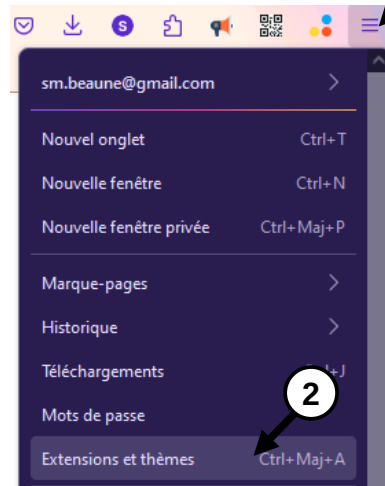 S
sm.beaune@gmail.com
Nouvel onglet Ctrl+T
Nouvelle fenêtre Ctrl+N
Nouvelle fenêtre privée Ctrl+Maj+P
Marque-pages
Historique
Téléchargements +J
2
Mots de passe
Extensions et thèmes Ctrl+Maj+A